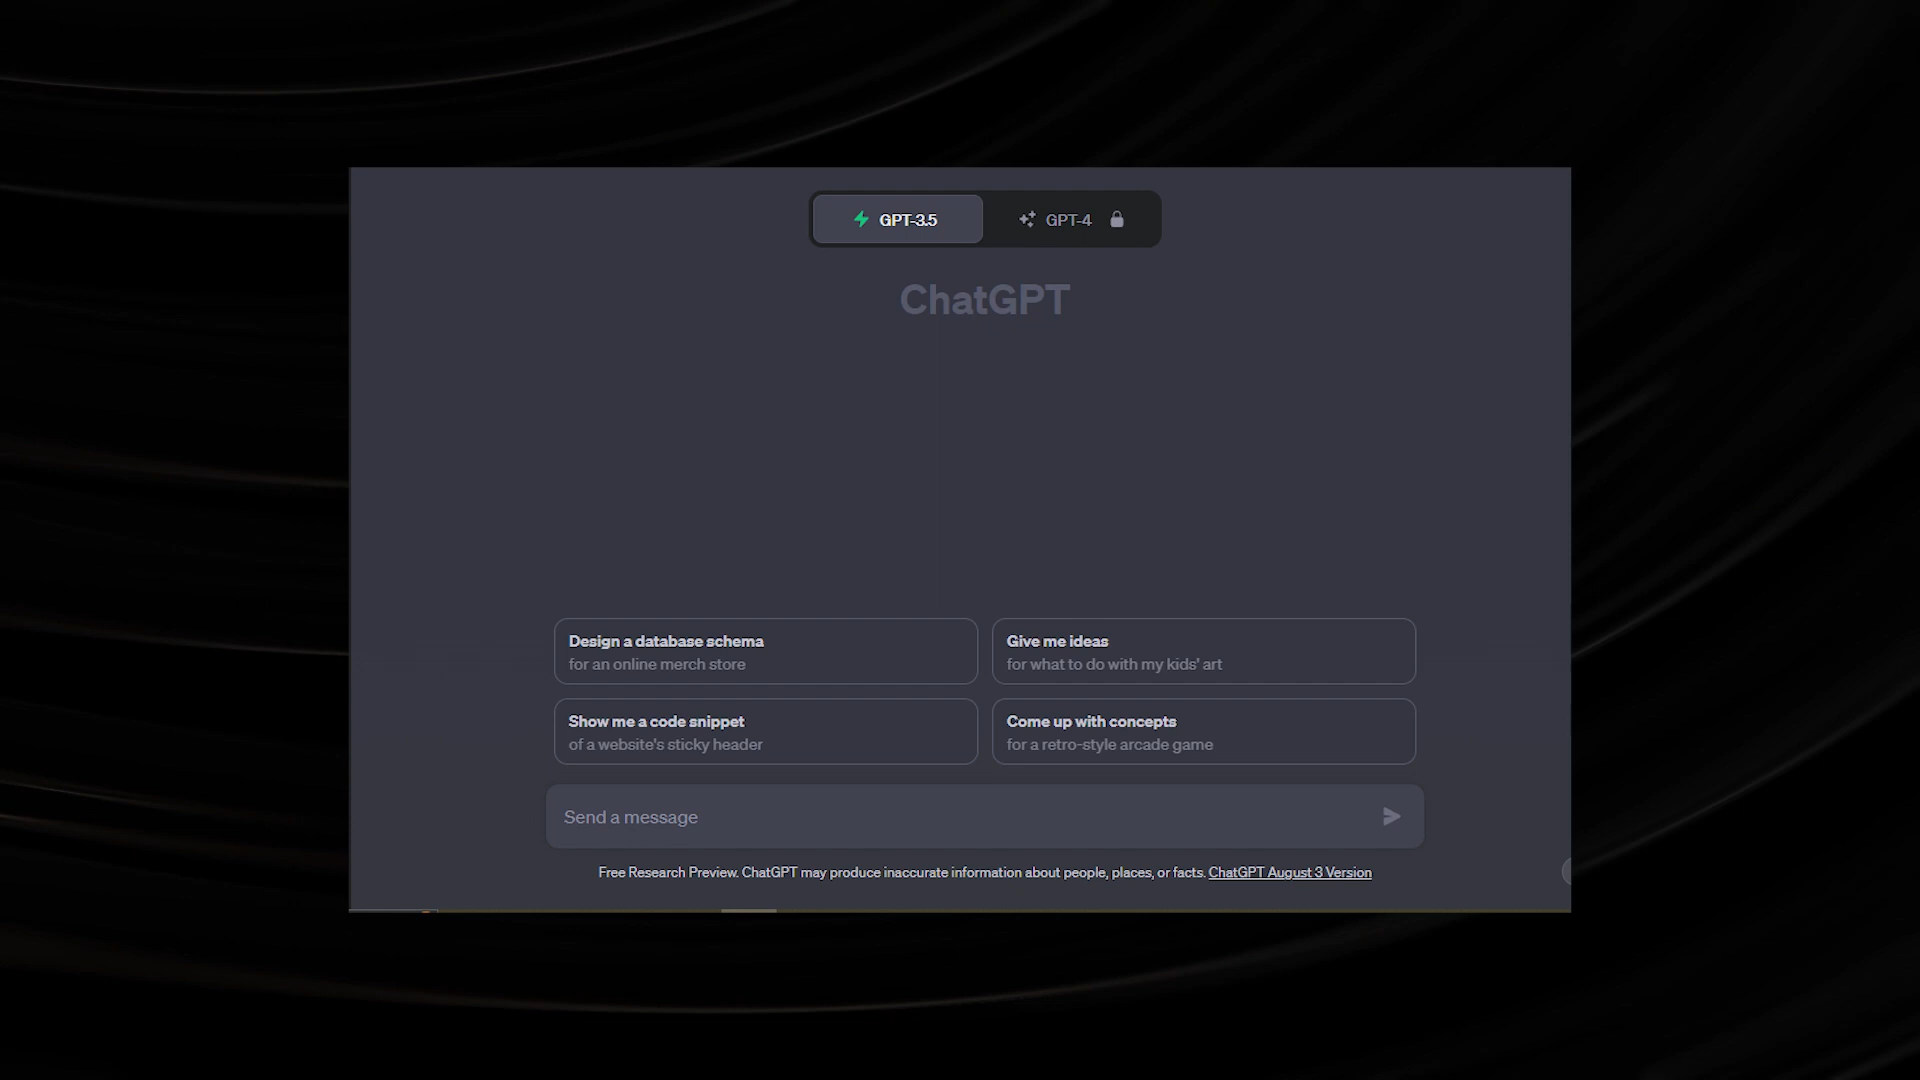 GPT-3.5
GPT-4
ChatGPT
Design a database schema
for an online merch store
Give me ideas
for what to do with my kids' art
Show me a code snippet
of a website's sticky header
Come up with concepts
for a retro-style arcade game
Send a message
Free Research Preview. ChatGPT may produce inaccurate information about people, places, or facts. ChatGPT August 3 Version